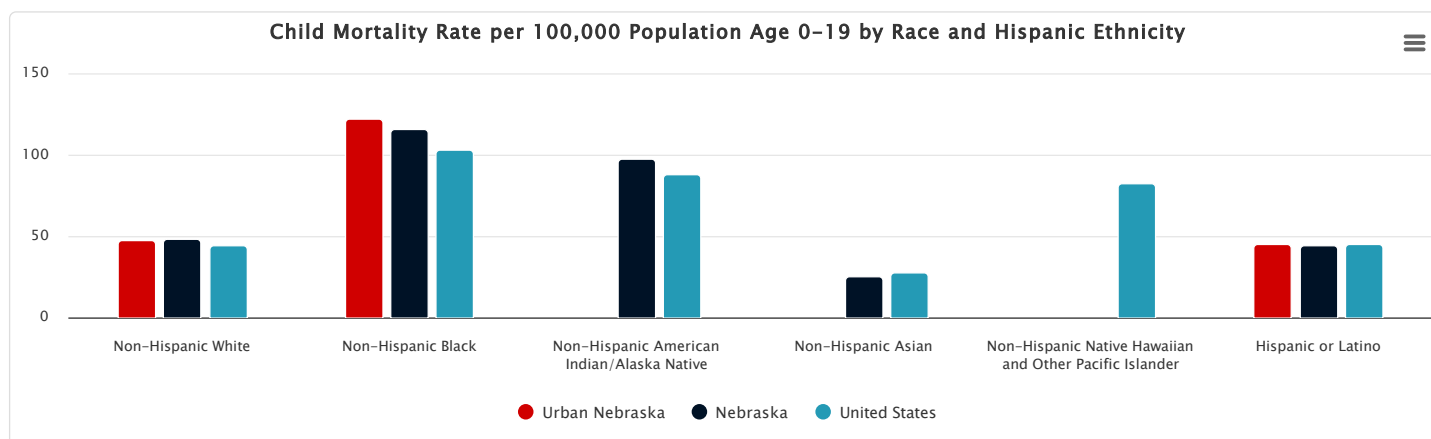 Child Mortality Rate per 100,000 Population Age 0-19 by Race and Hispanic Ethnicity
150
100
50
0
Non-Hispanic White
Non-Hispanic Black
Non-Hispanic American
Indian/Alaska Native
Non-Hispanic Asian
Non-Hispanic Native Hawaiian
and Other Pacific Islander
Hispanic or Latino
Urban Nebraska
Nebraska
United States